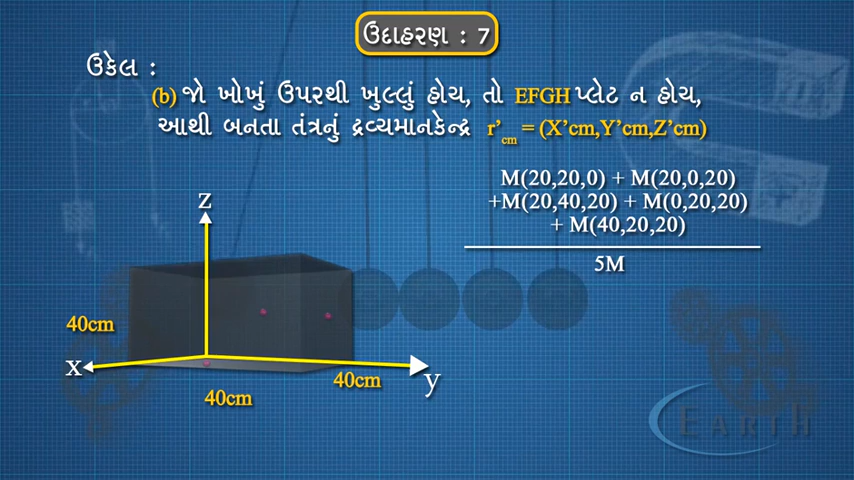 ઉદાહરણ : 7
ઉકેલ :
(b) જો ખોખું ઉપરથી ખુલ્લું હોય, તો EFGH પ્લેટ ન હોય,
આથી બનતા તંત્રનું દ્રવ્યમાનકેન્દ્ર r'cm = (X'cm,Y'cm,Z'cm)
M(20,20,0) + M(20,0,20)
+M(20,40,20) + M(0,20,20)
+ M(40,20,20)
5M
z
40cm
x
40cm
40cm
y
EARTH